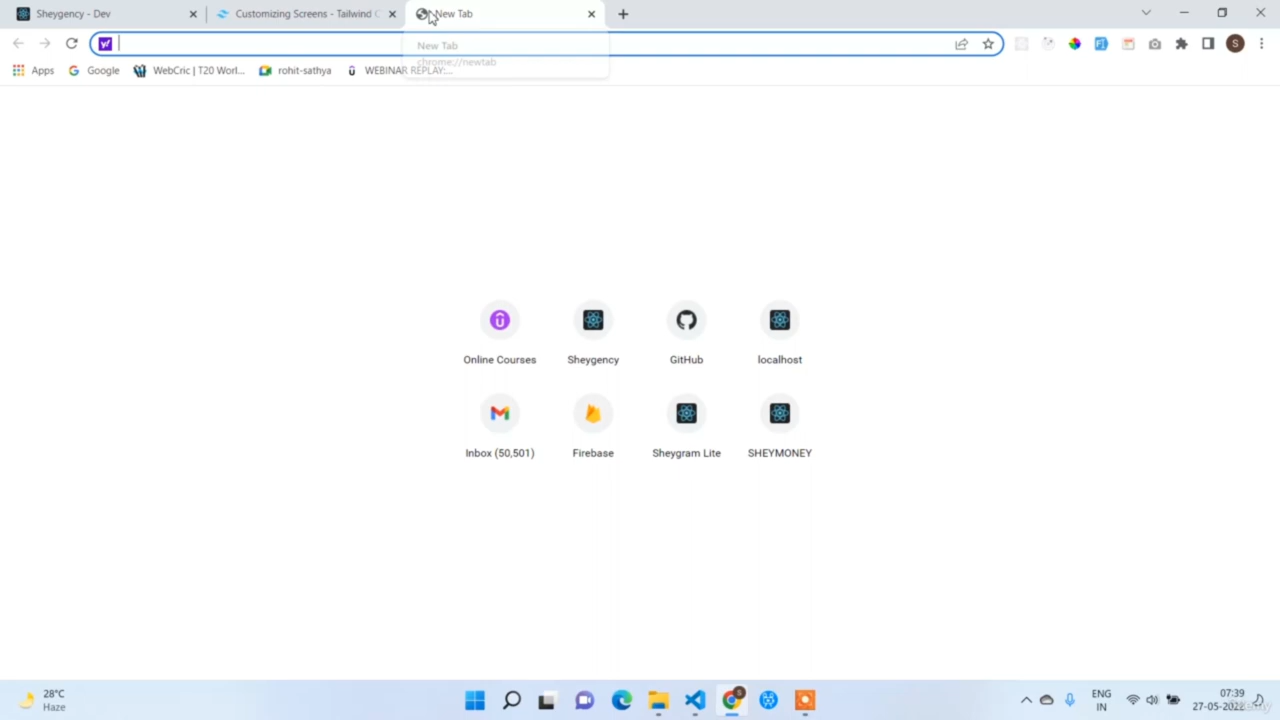 Sheygency - Dev
Customizing Screens - Tailwind C
New Tab
New Tab
chrome://newtab
Apps
Google
WebCric | T20 Worl...
rohit-sathya
WEBINAR REPLAY:...
S
Online Courses
Sheygency
GitHub
localhost
Inbox (50,501)
Firebase
Sheygram Lite
SHEYMONEY
28°C
Haze
ENG
IN
07:39
27-05-2022